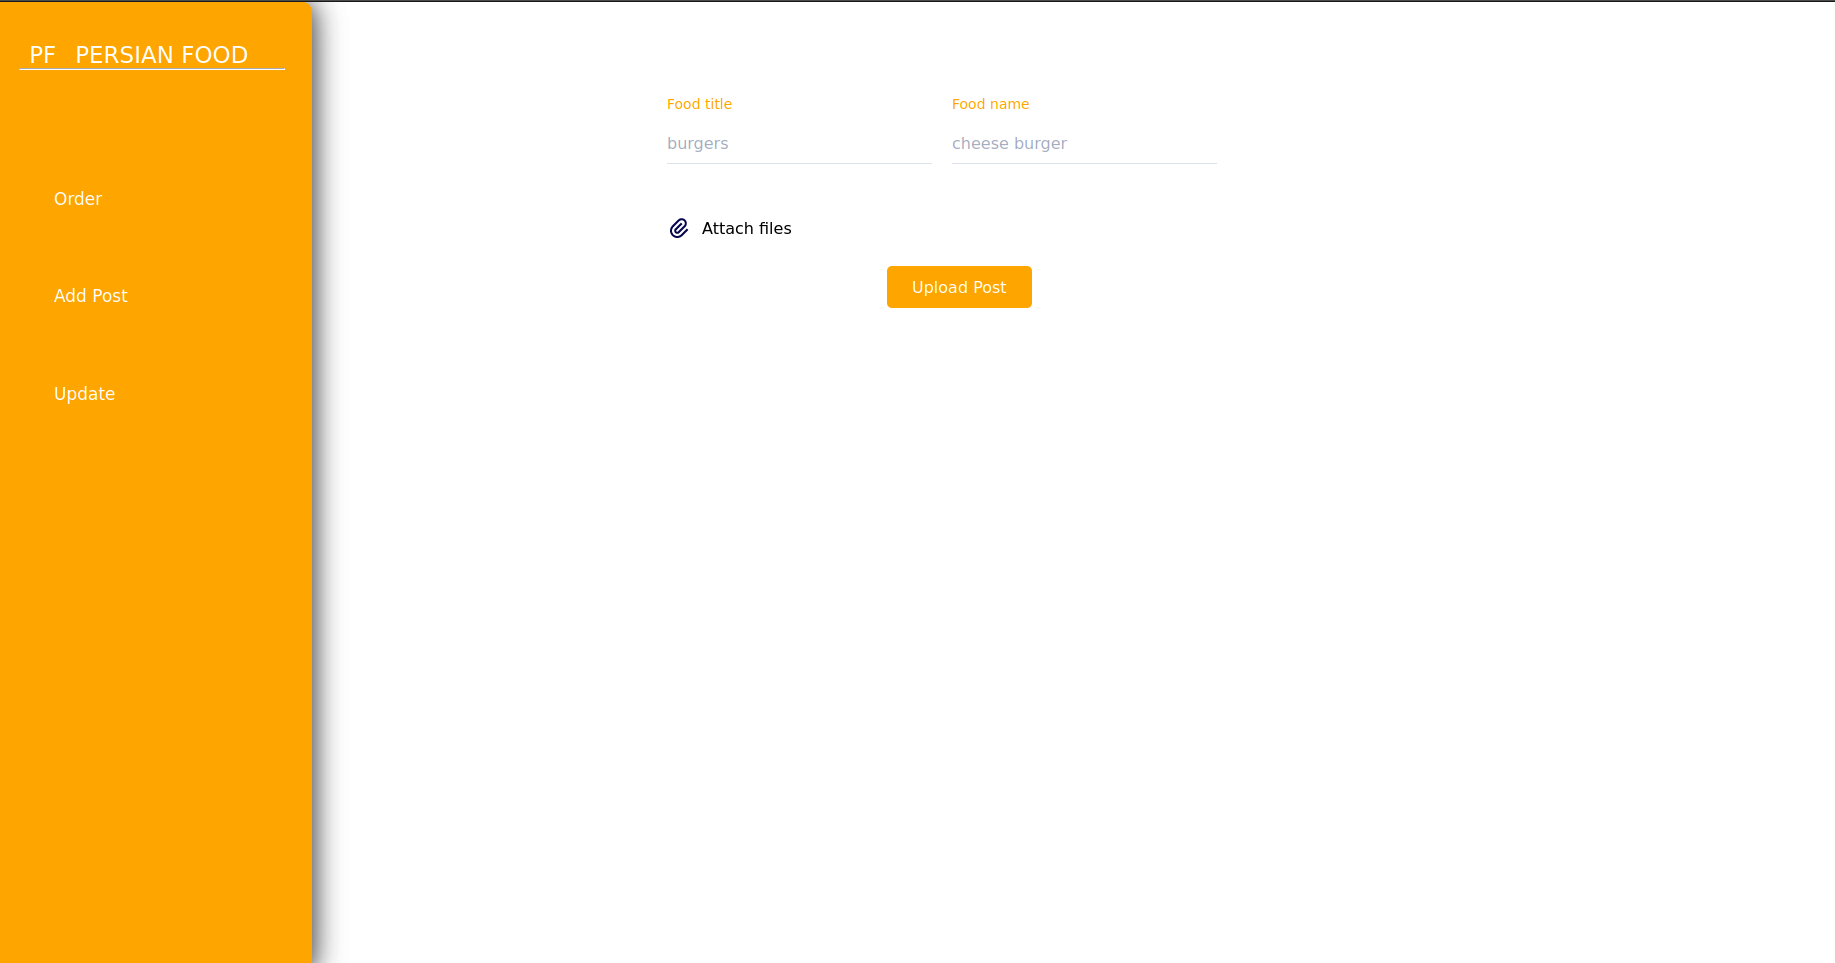 PF PERSIAN FOOD
Order
Add Post
Update
Food title Food name
burgers cheese burger
Attach files
Upload Post